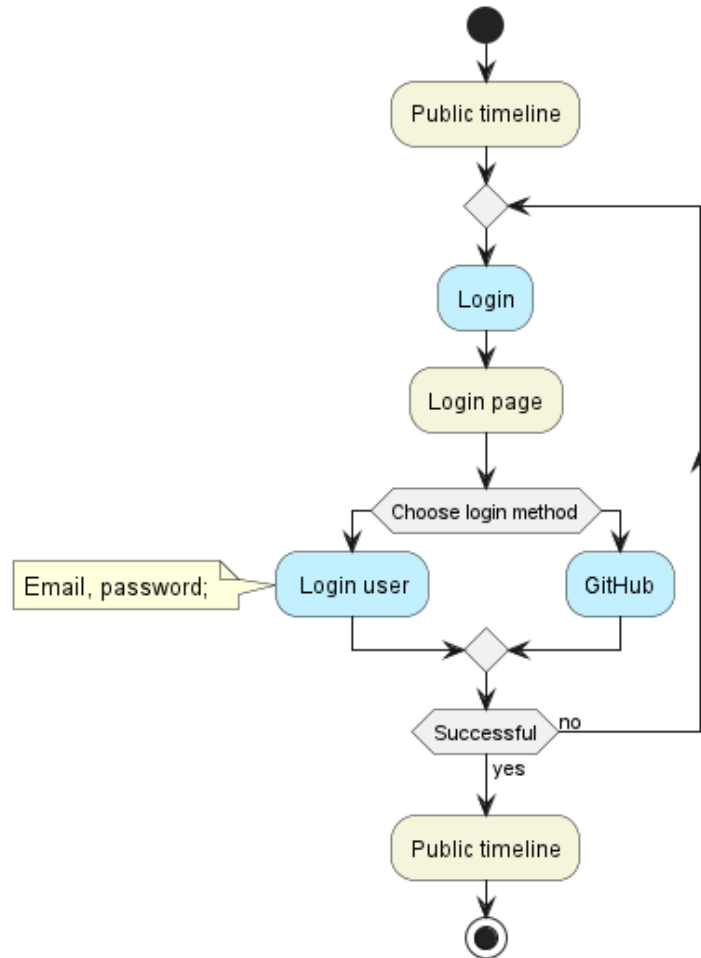 Public timeline
Login
Login page
Choose login method
Email, password;
Login user
GitHub
Successful
no
yes
Public timeline